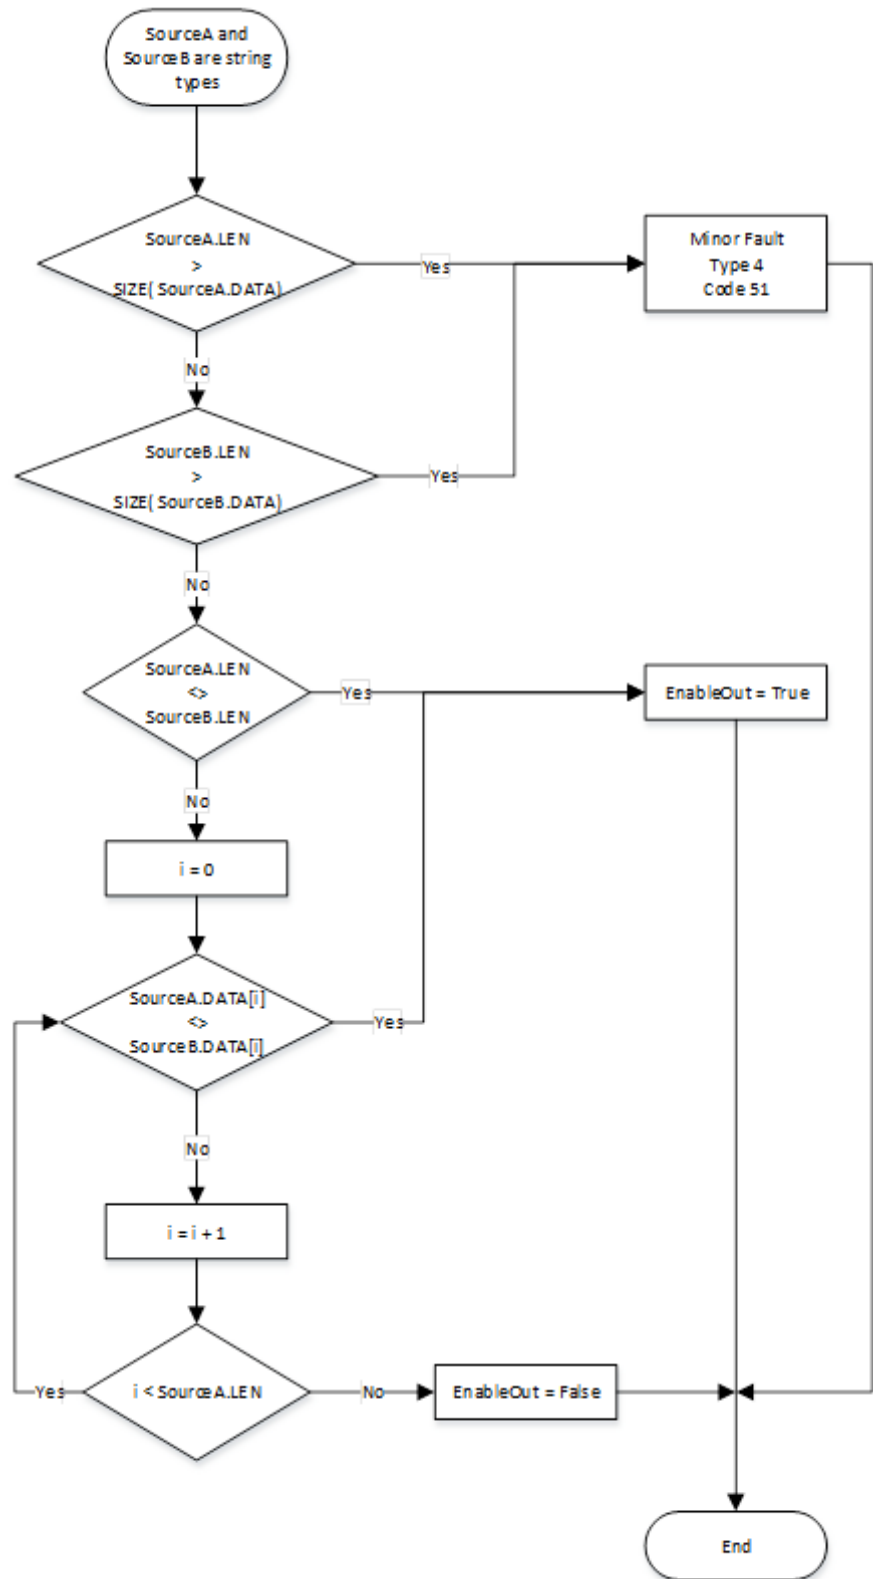 SourceA and
SourceB are string
types
SourceA.LEN
>
SIZE( SourceA.DATA)
Yes
Minor Fault
Type 4
Code 51
No
SourceB.LEN
>
SIZE( SourceB.DATA)
Yes
No
SourceA.LEN
<>
SourceB.LEN
Yes
EnableOut = True
No
i = 0
SourceA.DATA[i]
<>
SourceB.DATA[i]
Yes
No
i = i + 1
Yes
i < SourceA.LEN
No
EnableOut = False
End